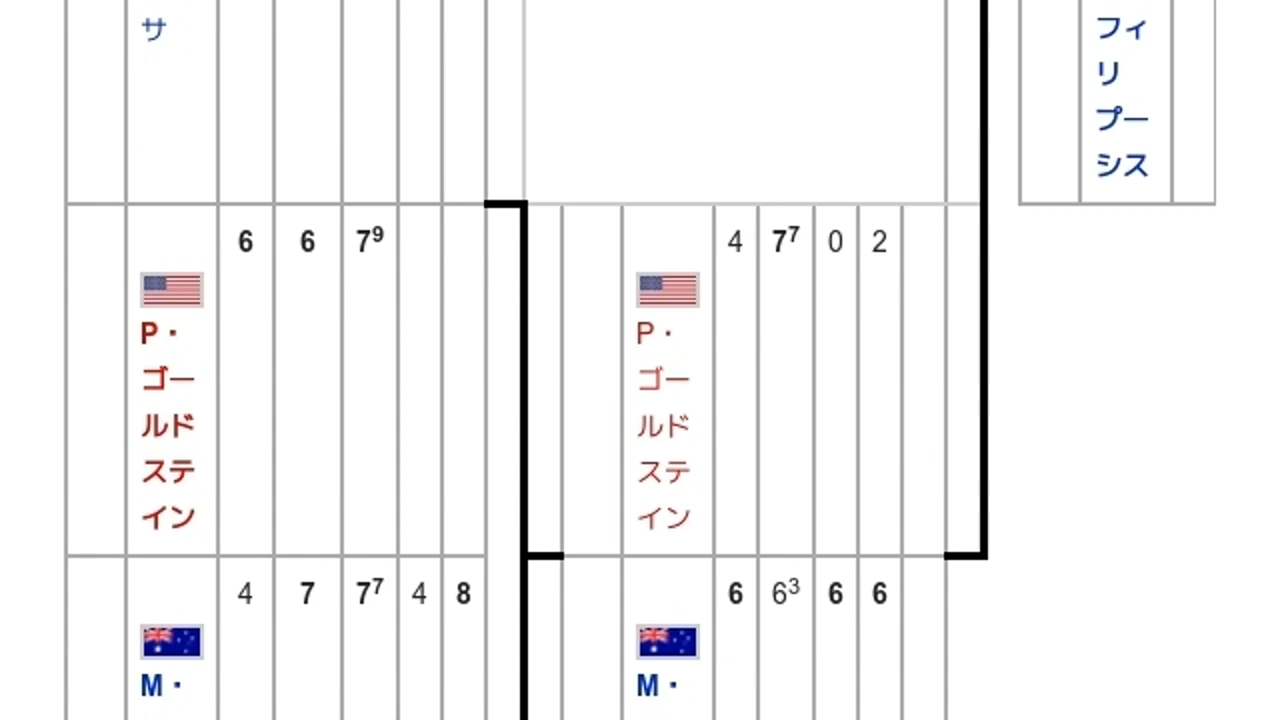 サ
フィ
リ
プー
シス
6 6 7⁹
P・
ゴー
ルド
ステ
イン
4 7⁷ 0 2
P・
ゴー
ルド
ステ
イン
4 7 7⁷ 4 8
M・
6 6³ 6 6
M・